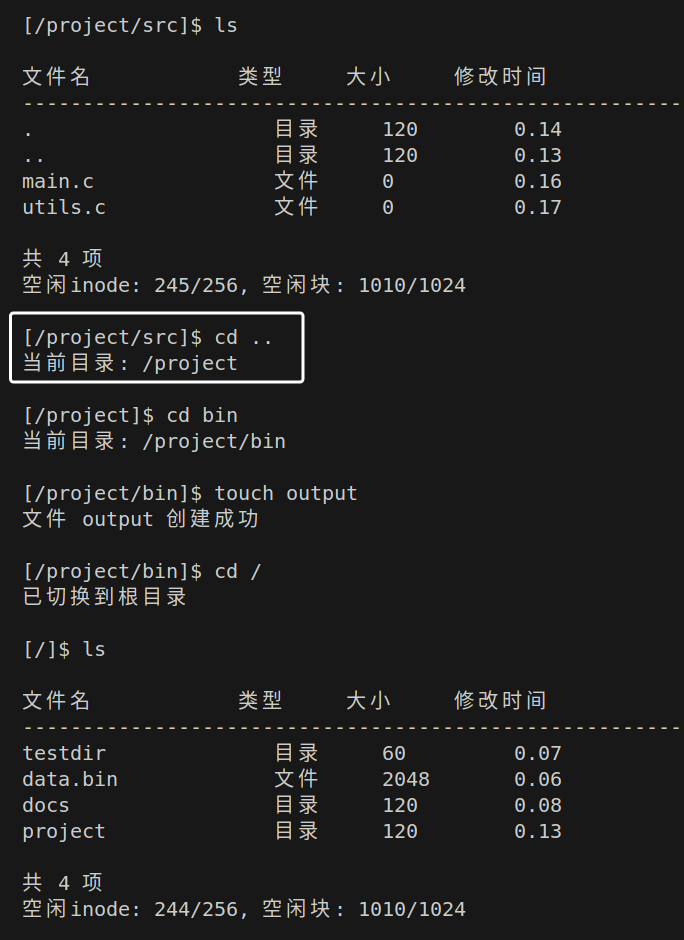 [/project/src]$ ls
文件名 类型 大小 修改时间
-------------------------------------------------------
. 目录 120 0.14
.. 目录 120 0.13
main.c 文件 0 0.16
utils.c 文件 0 0.17
共 4 项
空闲inode: 245/256, 空闲块: 1010/1024
[/project/src]$ cd ..
当前目录: /project
[/project]$ cd bin
当前目录: /project/bin
[/project/bin]$ touch output
文件 output 创建成功
[/project/bin]$ cd /
已切换到根目录
[/]$ ls
文件名 类型 大小 修改时间
-------------------------------------------------------
testdir 目录 60 0.07
data.bin 文件 2048 0.06
docs 目录 120 0.08
project 目录 120 0.13
共 4 项
空闲inode: 244/256, 空闲块: 1010/1024